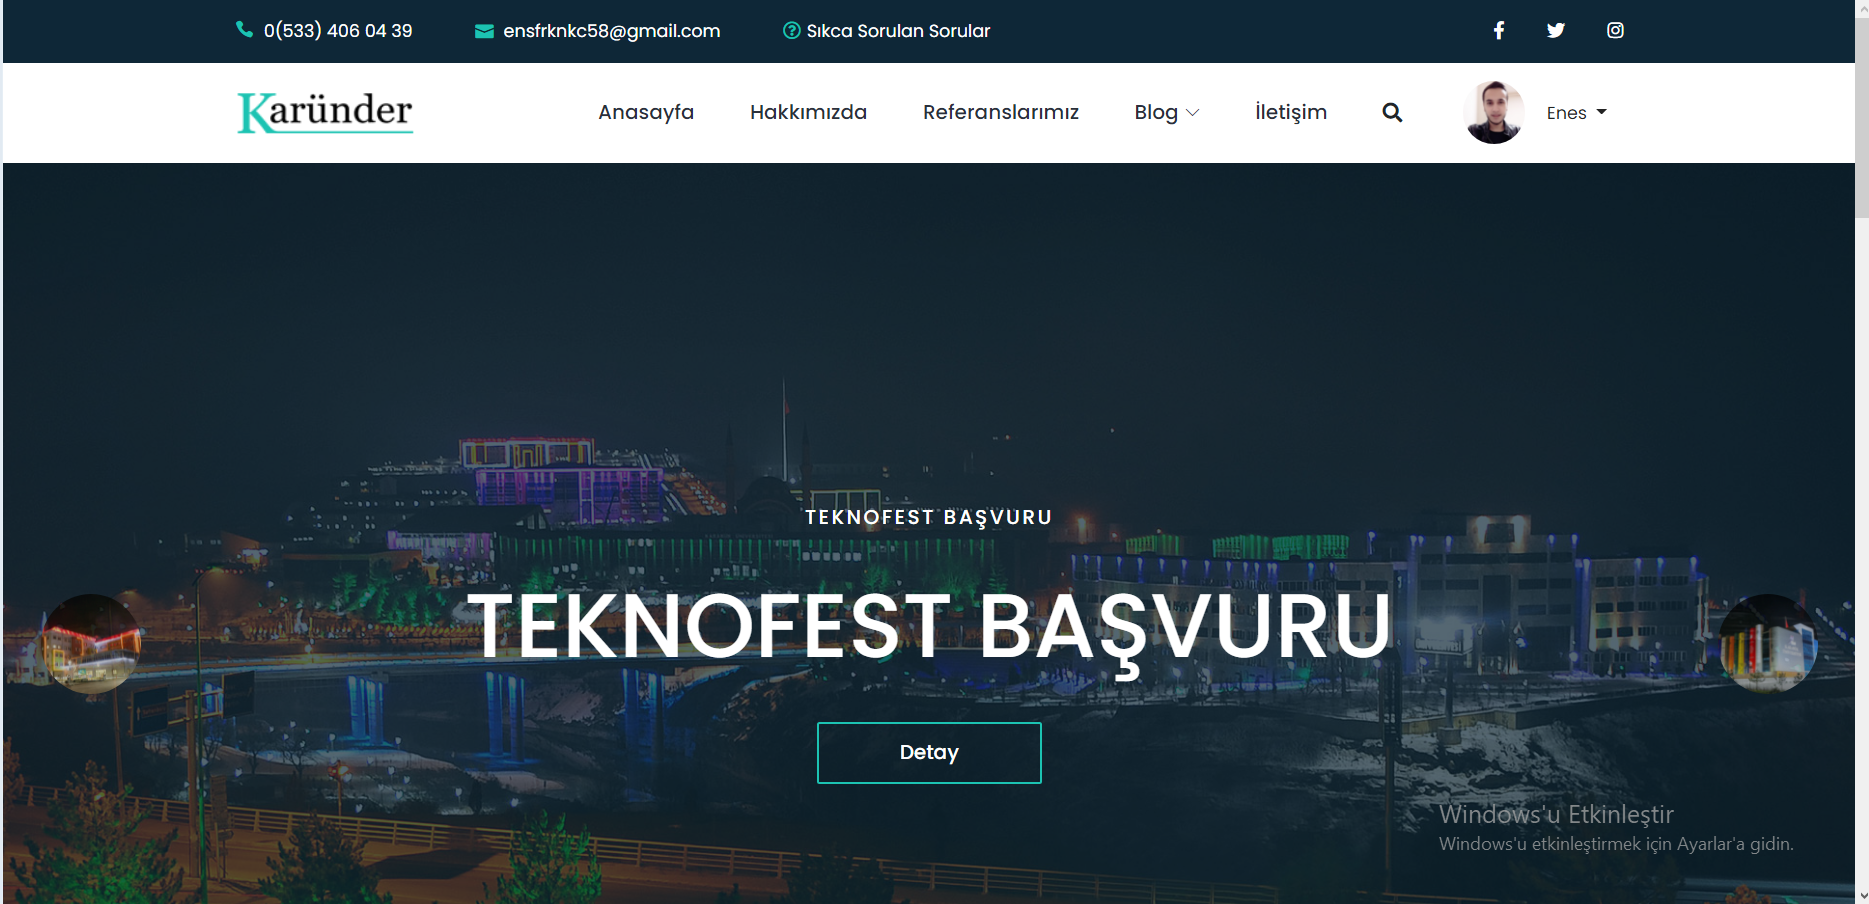 0(533) 406 04 39
ensfrknkc58@gmail.com
Sıkca Sorulan Sorular
Karünder
Anasayfa
Hakkımızda
Referanslarımız
Blog
İletişim
Enes
TEKNOFEST BAŞVURU
TEKNOFEST BAŞVURU
Detay
Windows'u Etkinleştir
Windows'u etkinleştirmek için Ayarlar'a gidin.